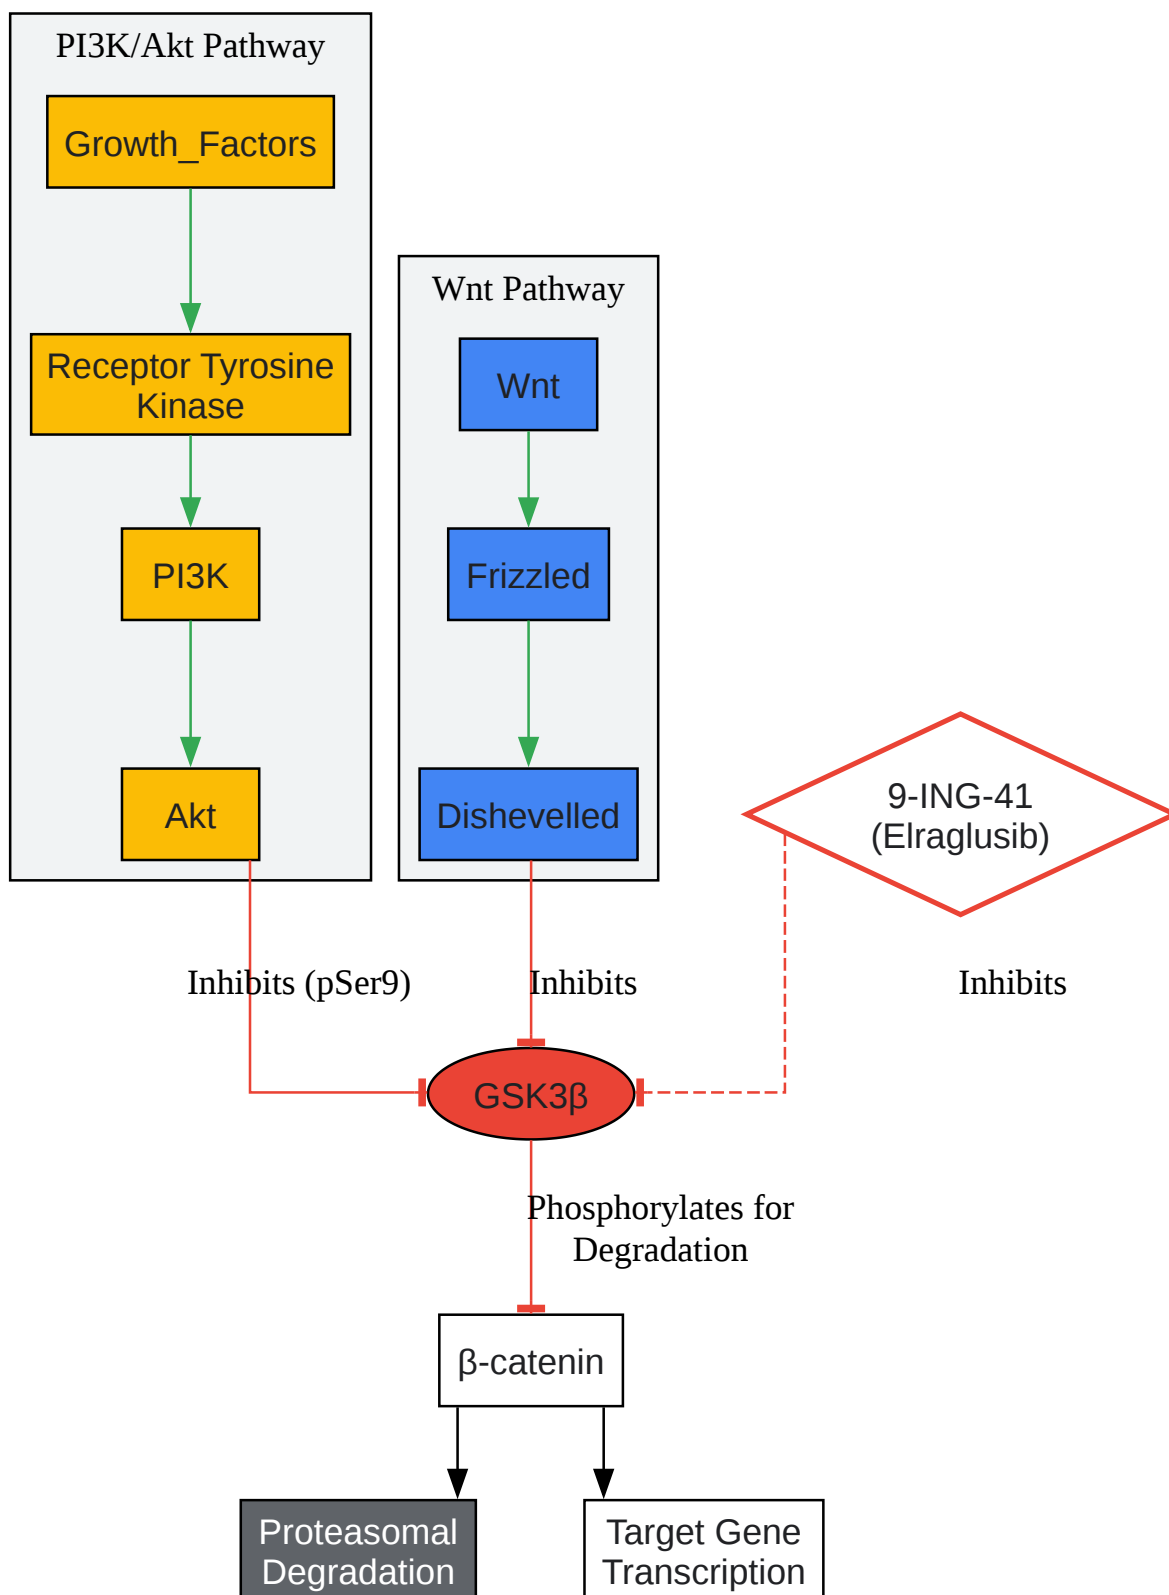 PI3K/Akt Pathway
Growth_Factors
Receptor Tyrosine
Kinase
PI3K
Akt
Wnt Pathway
Wnt
Frizzled
Dishevelled
9-ING-41
(Elraglusib)
Inhibits (pSer9)
Inhibits
Inhibits
GSK3β
Phosphorylates for
Degradation
β-catenin
Proteasomal
Degradation
Target Gene
Transcription